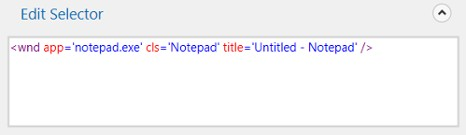 Edit Selector
<wnd app='notepad.exe' cls='Notepad' title='Untitled - Notepad' />